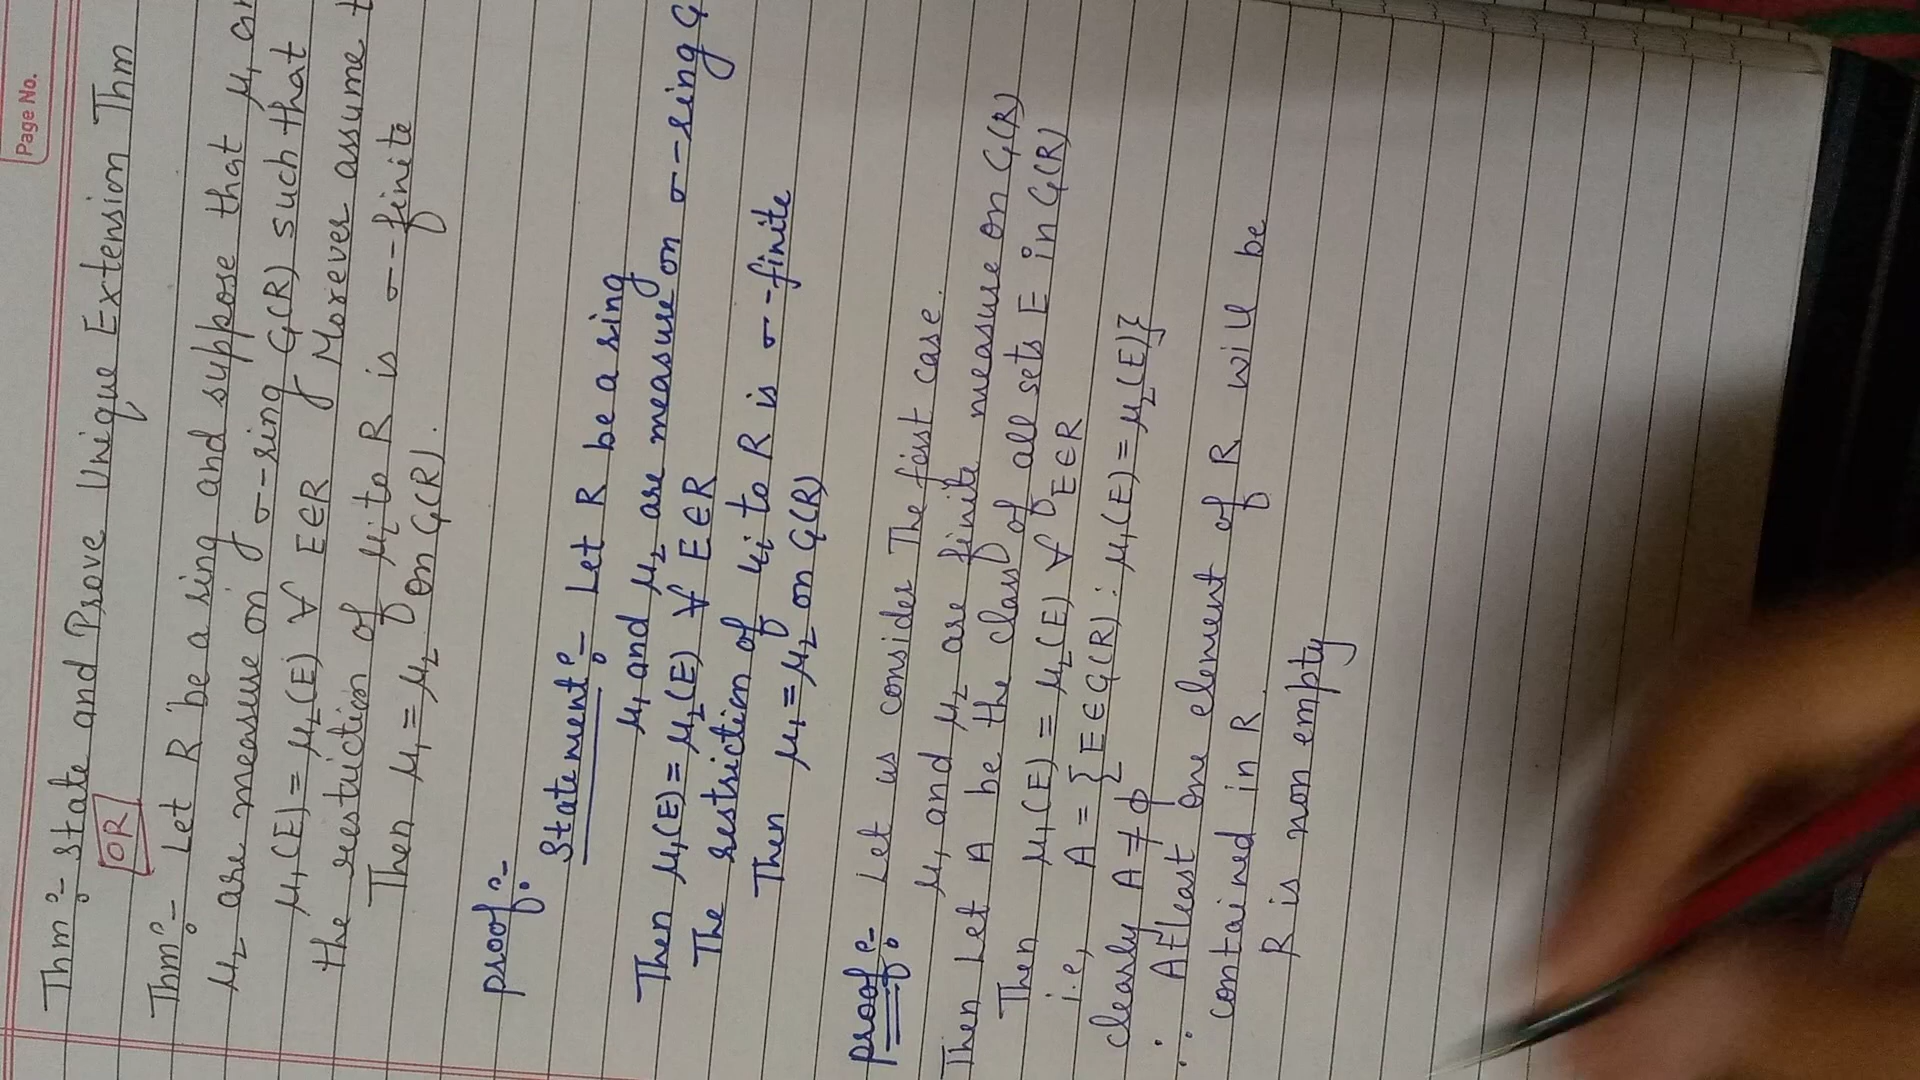 Page No.
Thm:- State and Prove Unique Extension Thm
OR
Thm:- Let R be a ring and suppose that μ₁
μ₂ are measure on σ-ring G(R) such that
μ₁(E) = μ₂(E) ∀ E∈R Morever assume
the restriction of μi to R is σ-finite
Then μ₁ = μ₂ on G(R).
proof:-
Statement:- Let R be a ring
μ₁ and μ₂ are measure on σ-ring
Then μ₁(E) = μ₂(E) ∀ E∈R
The restriction of μi to R is σ-finite
Then μ₁ = μ₂ on G(R)
proof:- Let us consider The first case.
μ₁ and μ₂ are finite measure on G(R)
Then Let A be the class of all sets E in G(R)
Then μ₁(E) = μ₂(E) ∀ E∈R
i.e, A = {E∈G(R) : μ₁(E) = μ₂(E)}
clearly A ≠ ϕ
∴ Atleast one element of R will be
contained in R.
R is non empty